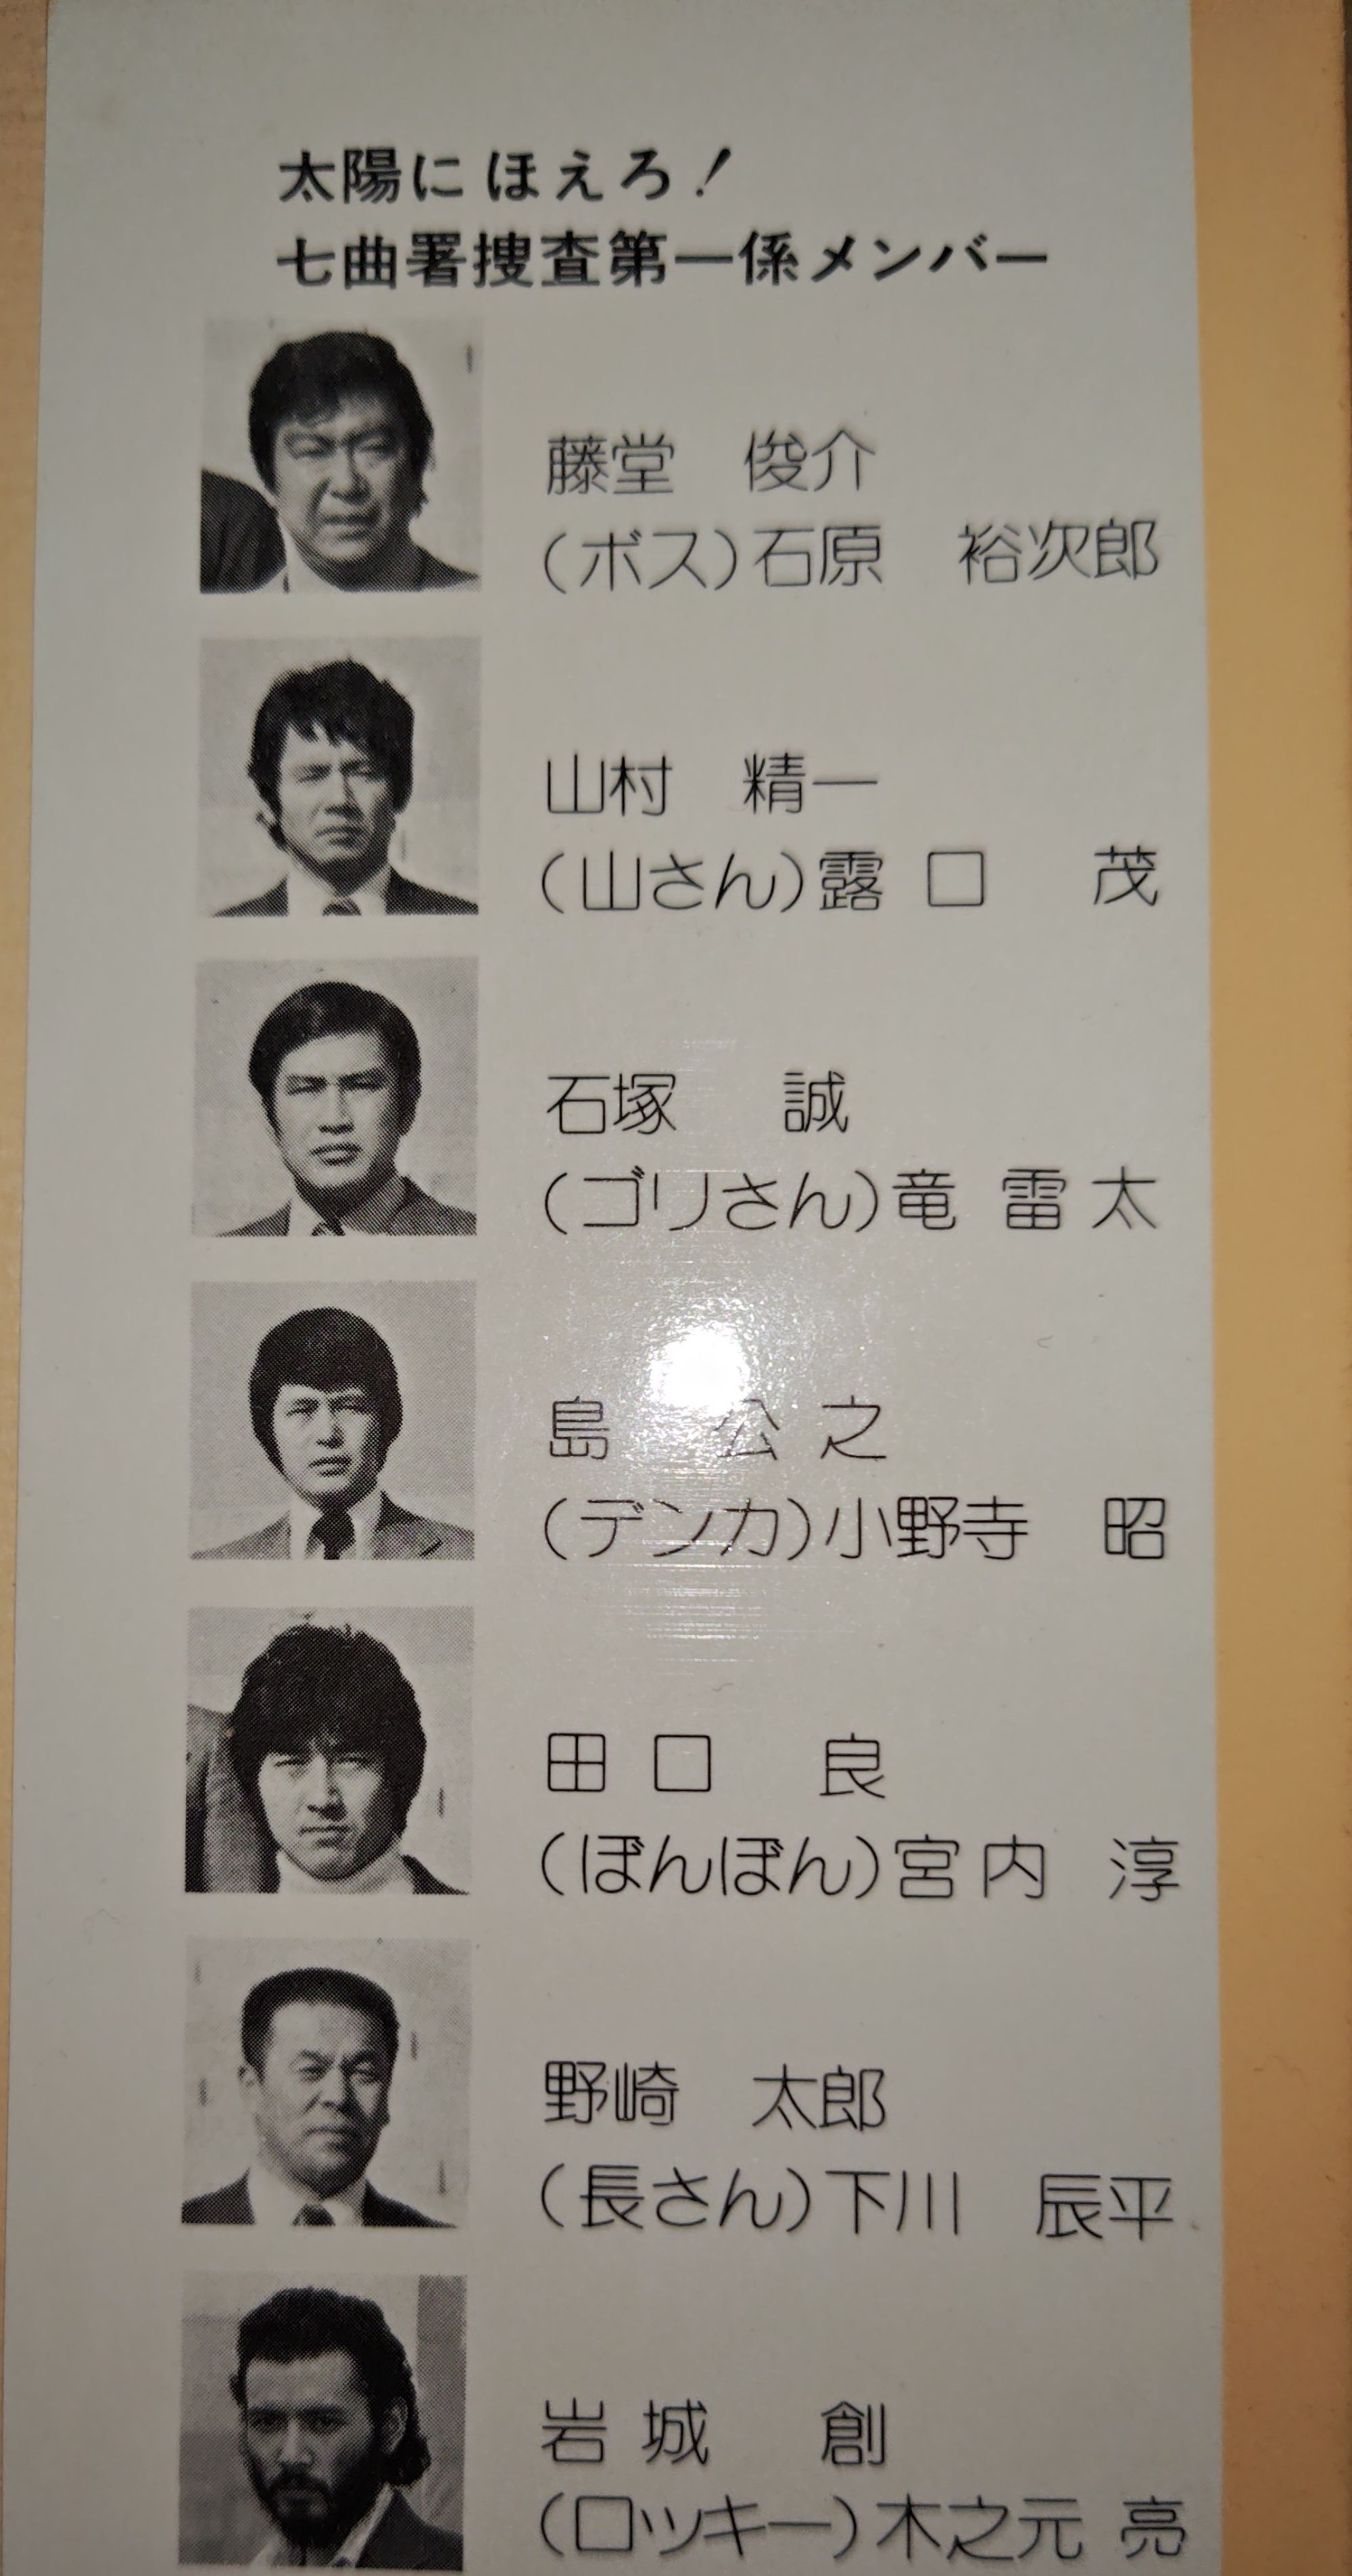 太陽にほえろ!
七曲署捜査第一係メンバー
藤堂 俊介
(ボス)石原 裕次郎
山村 精一
(山さん)露口 茂
石塚 誠
(ゴリさん)竜 雷太
島 公之
(デンカ)小野寺 昭
田口 良
(ぼんぼん)宮内 淳
野崎 太郎
(長さん)下川 辰平
岩城 創
(ロッキー)木之元 亮